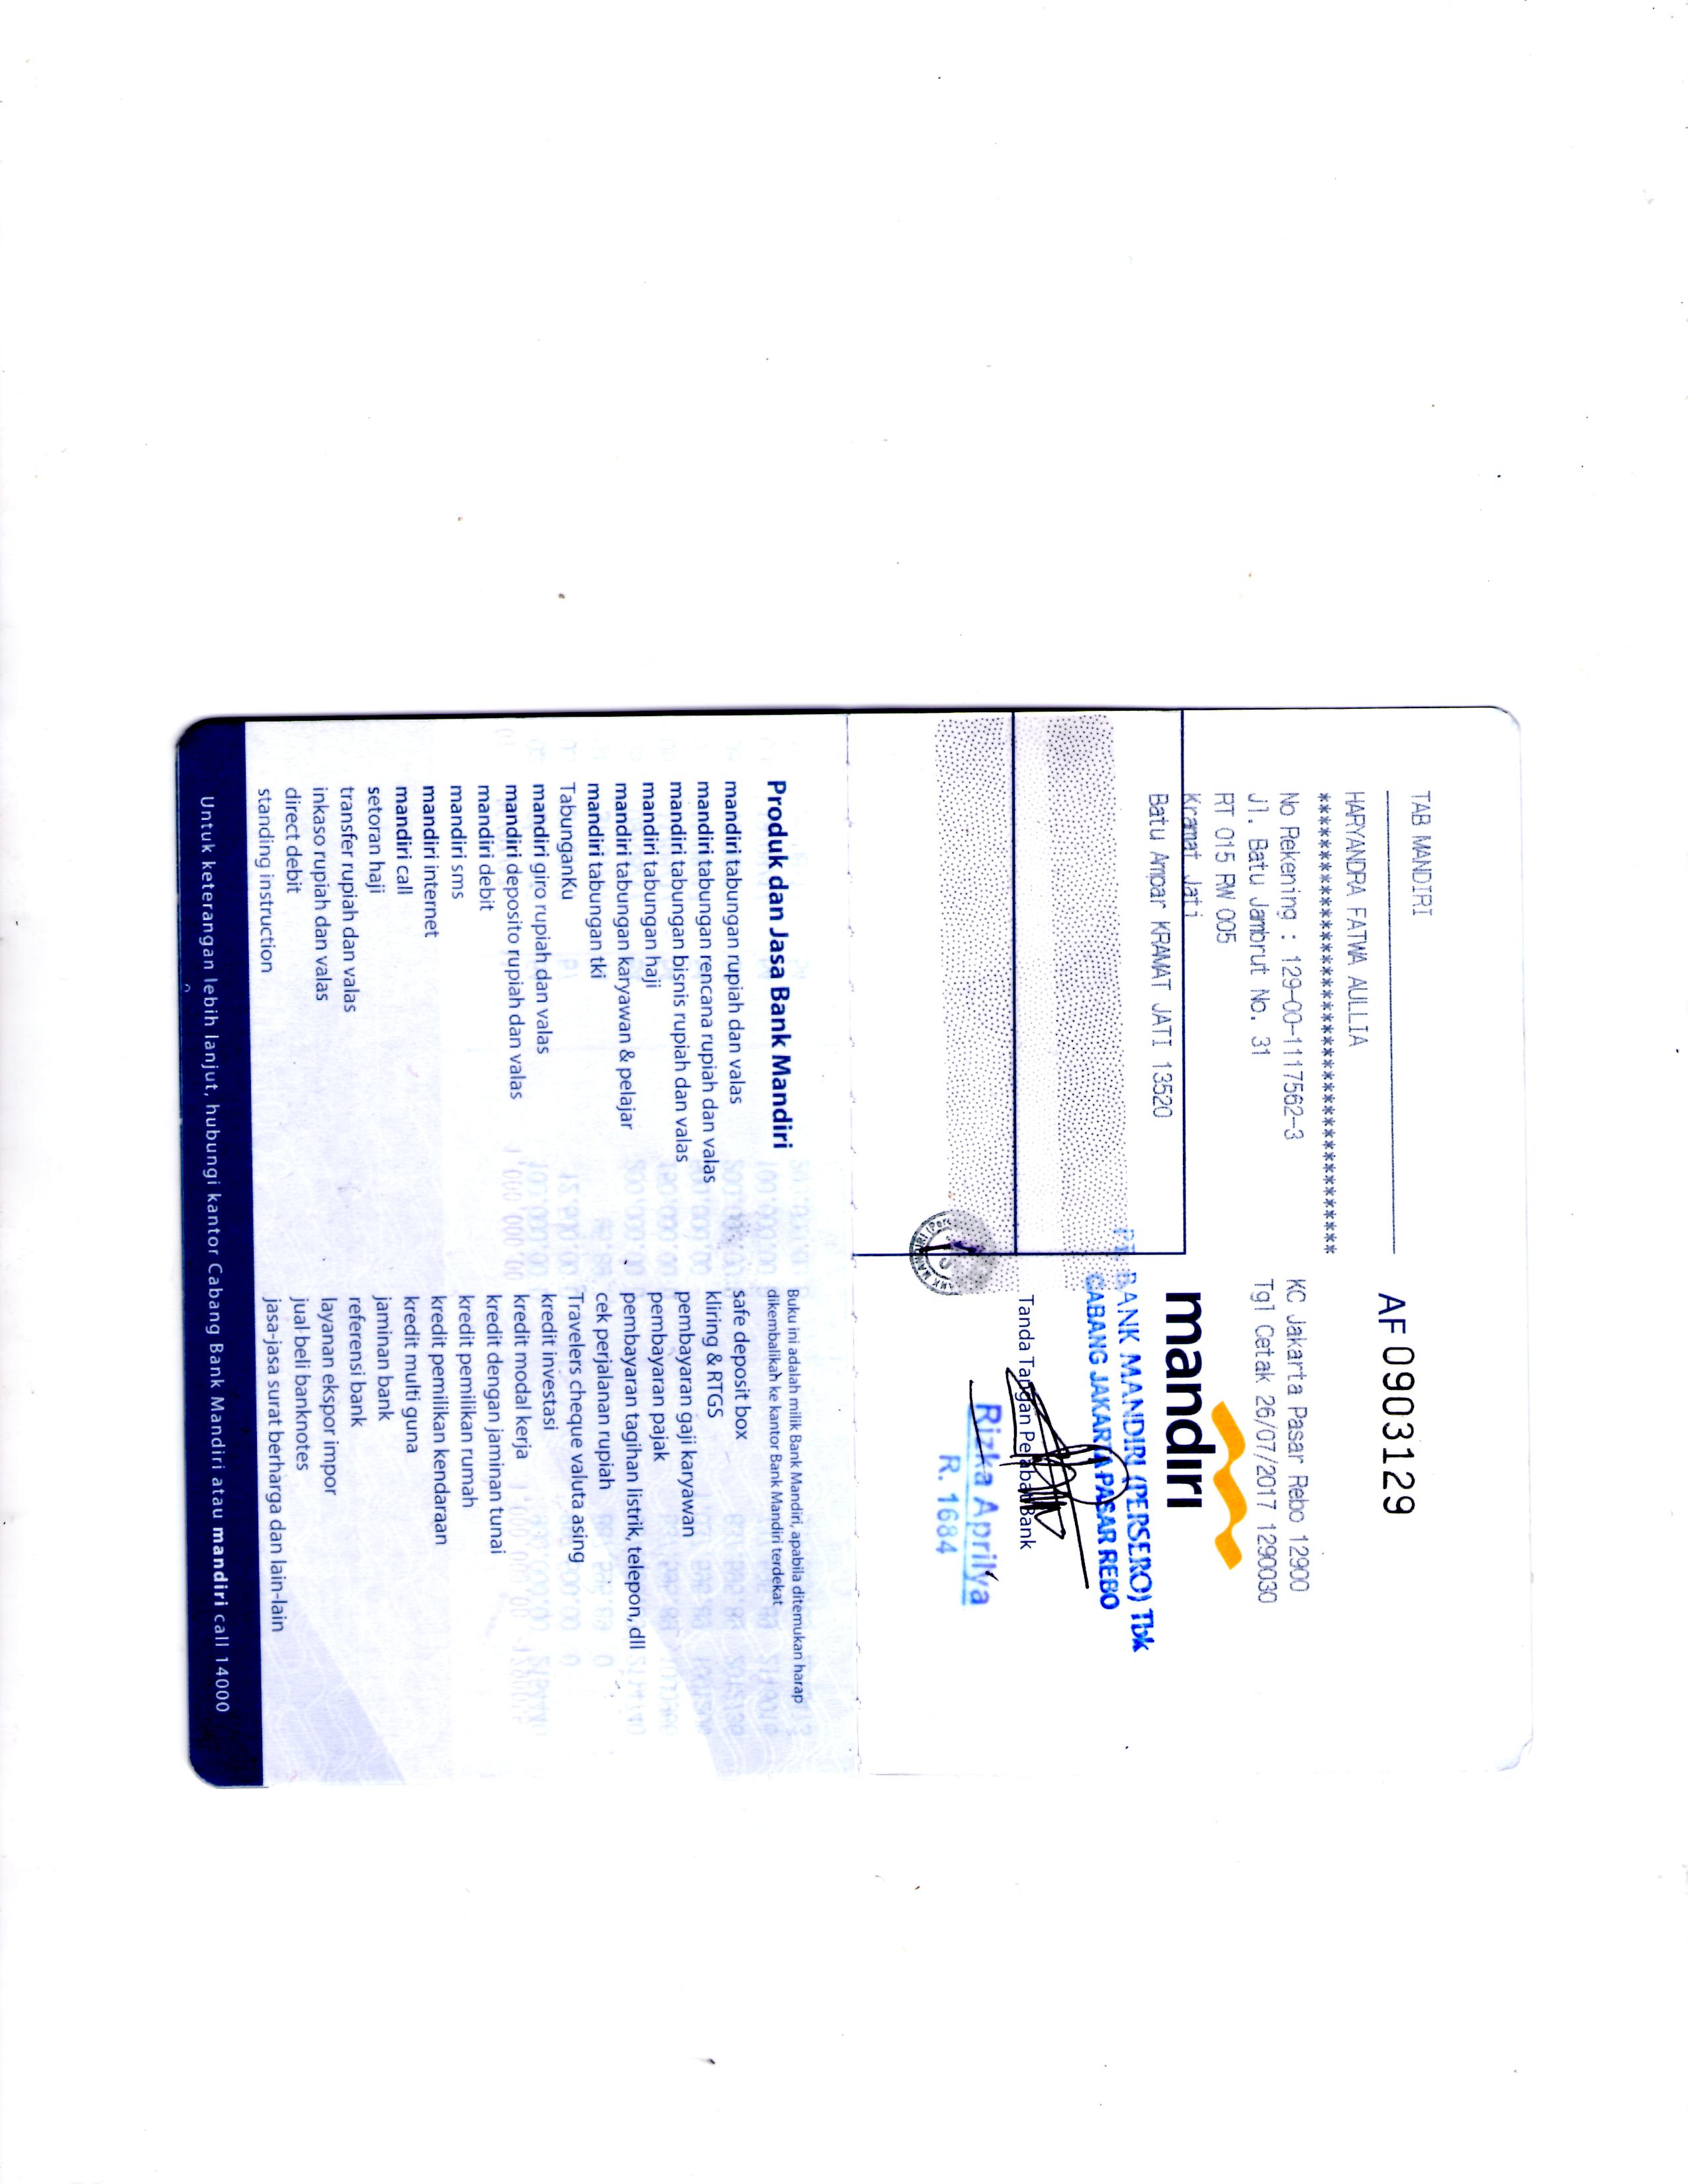 TAB MANDIRI
AF 0903129
HARYANDRA FATWA AULLIA
No Rekening : 129-00-1117562-3
KC Jakarta Pasar Rebo 12900
Jl. Batu Jambrut No. 31
Tgl Cetak 26/07/2017 1290030
RT 015 RW 005
Kramat Jati
Batu Ampar KRAMAT JATI 13520
mandiri
PT. BANK MANDIRI (PERSERO) Tbk
CABANG JAKARTA PASAR REBO
Tanda Tangan Pejabat Bank
Rizka Aprilya
R. 1684
Buku ini adalah milik Bank Mandiri, apabila ditemukan harap
dikembalikan ke kantor Bank Mandiri terdekat
Produk dan Jasa Bank Mandiri
mandiri tabungan rupiah dan valas
mandiri tabungan rencana rupiah dan valas
mandiri tabungan bisnis rupiah dan valas
mandiri tabungan haji
mandiri tabungan karyawan & pelajar
mandiri tabungan tki
TabunganKu
mandiri giro rupiah dan valas
mandiri deposito rupiah dan valas
mandiri debit
mandiri sms
mandiri internet
mandiri call
setoran haji
transfer rupiah dan valas
inkaso rupiah dan valas
direct debit
standing instruction
safe deposit box
kliring & RTGS
pembayaran gaji karyawan
pembayaran pajak
pembayaran tagihan listrik, telepon, dll
cek perjalanan rupiah
Travelers cheque valuta asing
kredit investasi
kredit modal kerja
kredit dengan jaminan tunai
kredit pemilikan rumah
kredit pemilikan kendaraan
kredit multi guna
jaminan bank
referensi bank
layanan ekspor impor
jual beli banknotes
jasa-jasa surat berharga dan lain-lain
Untuk keterangan lebih lanjut, hubungi kantor Cabang Bank Mandiri atau mandiri call 14000